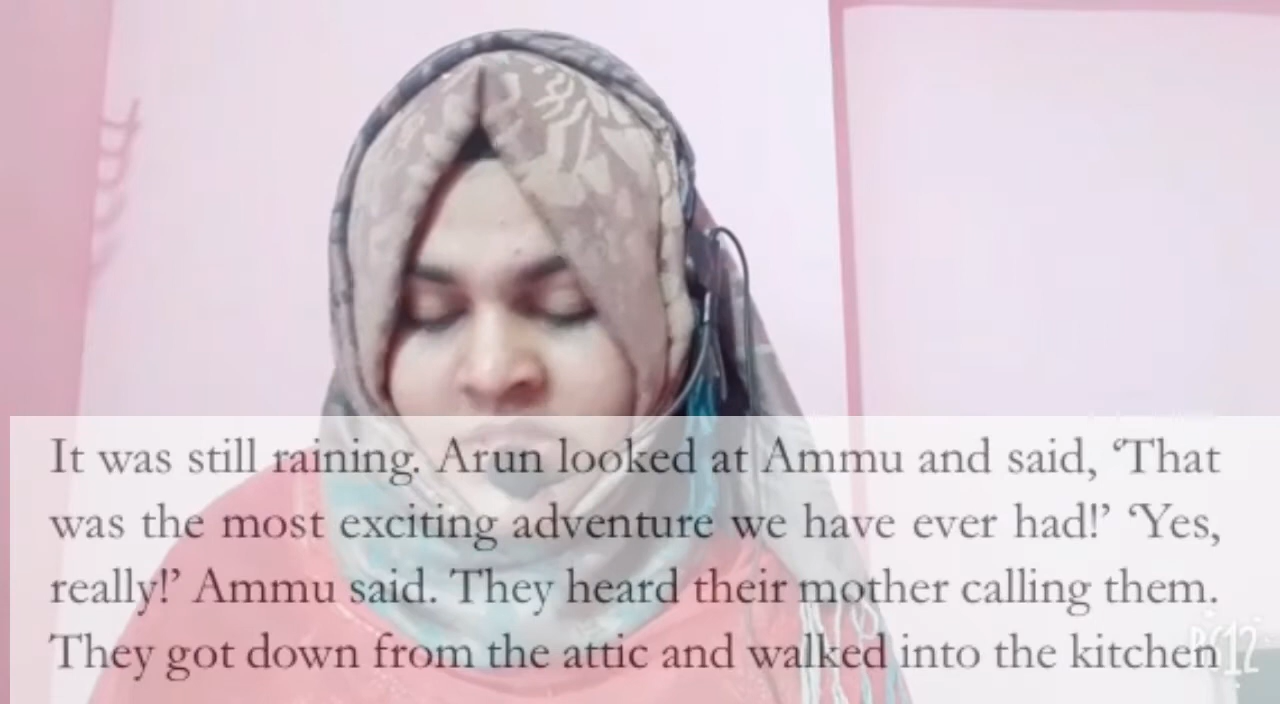 It was still raining. Arun looked at Ammu and said, ‘That
was the most exciting adventure we have ever had!’ ‘Yes,
really!’ Ammu said. They heard their mother calling them.
They got down from the attic and walked into the kitchen